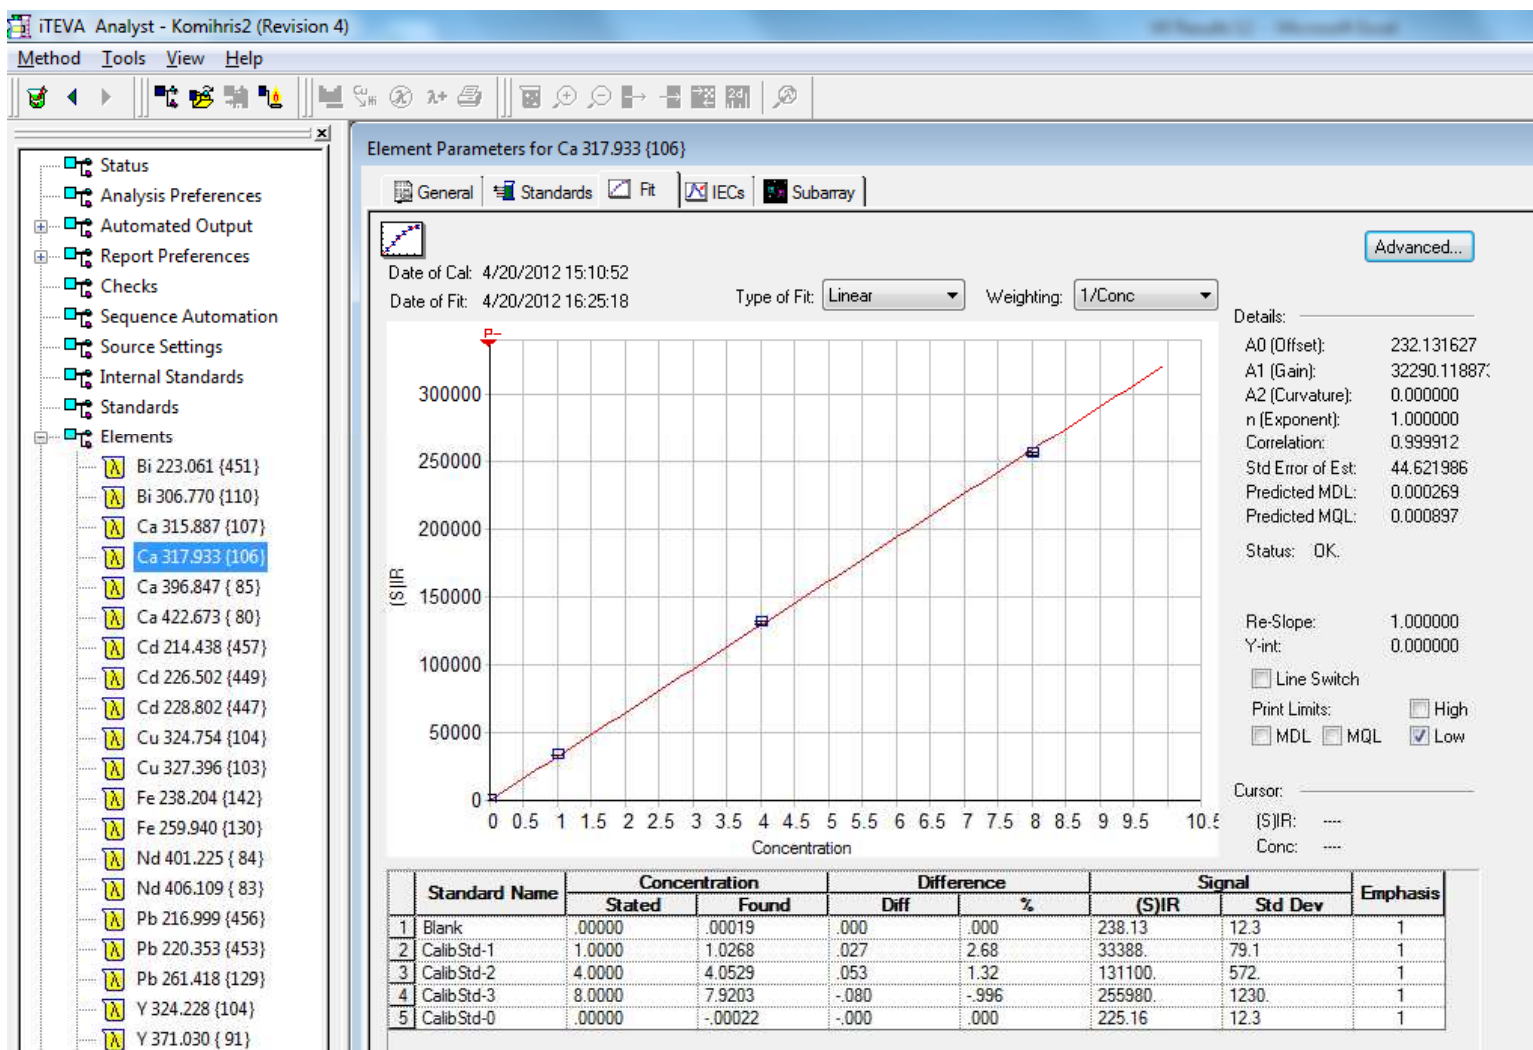 iTEVA Analyst - Komihris2 (Revision 4)
Method Tools View Help
Status
Analysis Preferences
Automated Output
Report Preferences
Checks
Sequence Automation
Source Settings
Internal Standards
Standards
Elements
Bi 223.061 {451}
Bi 306.770 {110}
Ca 315.887 {107}
Ca 317.933 {106}
Ca 396.847 { 85}
Ca 422.673 { 80}
Cd 214.438 {457}
Cd 226.502 {449}
Cd 228.802 {447}
Cu 324.754 {104}
Cu 327.396 {103}
Fe 238.204 {142}
Fe 259.940 {130}
Nd 401.225 { 84}
Nd 406.109 { 83}
Pb 216.999 {456}
Pb 220.353 {453}
Pb 261.418 {129}
Y 324.228 {104}
Y 371.030 { 91}
Element Parameters for Ca 317.933 {106}
General Standards Fit IECs Subarray
Advanced...
Date of Cal: 4/20/2012 15:10:52
Date of Fit: 4/20/2012 16:25:18
Type of Fit: Linear Weighting: 1/Conc
P-
300000
250000
200000
150000
100000
50000
0
(S)IR
0 0.5 1 1.5 2 2.5 3 3.5 4 4.5 5 5.5 6 6.5 7 7.5 8 8.5 9 9.5 10.5
Concentration
Details:
A0 (Offset): 232.131627
A1 (Gain): 32290.11887
A2 (Curvature): 0.000000
n (Exponent): 1.000000
Correlation: 0.999912
Std Error of Est: 44.621986
Predicted MDL: 0.000269
Predicted MQL: 0.000897
Status: OK.
Re-Slope: 1.000000
Y-int: 0.000000
Line Switch
Print Limits: High
MDL MQL Low
Cursor:
(S)IR: ----
Conc: ----
Standard Name Concentration Difference Signal Emphasis
Stated Found Diff % (S)IR Std Dev
1 Blank .00000 .00019 .000 .000 238.13 12.3 1
2 CalibStd-1 1.0000 1.0268 .027 2.68 33388. 79.1 1
3 CalibStd-2 4.0000 4.0529 .053 1.32 131100. 572. 1
4 CalibStd-3 8.0000 7.9203 -.080 -.996 255980. 1230. 1
5 CalibStd-0 .00000 -.00022 -.000 .000 225.16 12.3 1